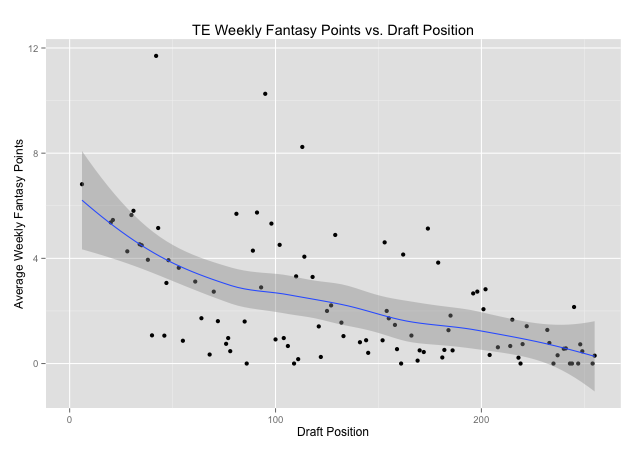 TE Weekly Fantasy Points vs. Draft Position
12
8
4
0
Average Weekly Fantasy Points
0 100 200
Draft Position